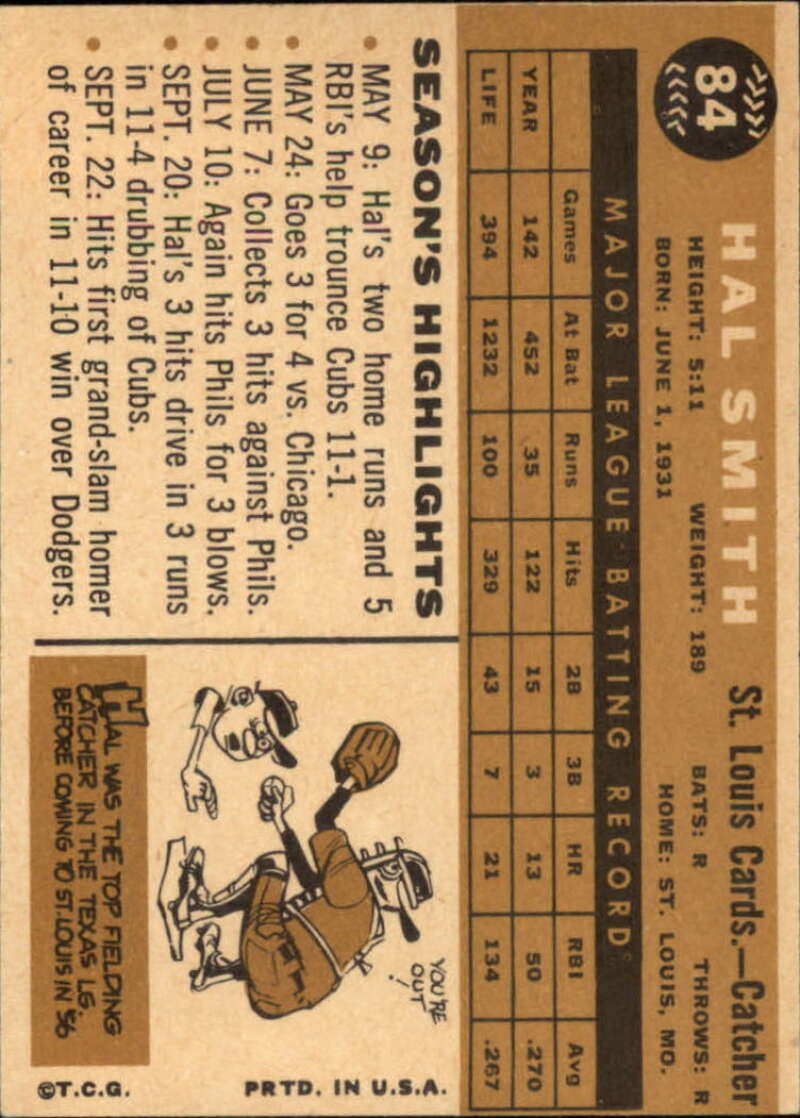 84
HAL SMITH St. Louis Cards.—Catcher
HEIGHT: 5:11 WEIGHT: 189 BATS: R THROWS: R
BORN: JUNE 1, 1931 HOME: ST. LOUIS, MO.
MAJOR LEAGUE BATTING RECORD
Games At Bat Runs Hits 2B 3B HR RBI Avg
YEAR 142 452 35 122 15 3 13 50 .270
LIFE 394 1232 100 329 43 7 21 134 .267
SEASON'S HIGHLIGHTS
• MAY 9: Hal's two home runs and 5
RBI's help trounce Cubs 11-1.
• MAY 24: Goes 3 for 4 vs. Chicago.
• JUNE 7: Collects 3 hits against Phils.
• JULY 10: Again hits Phils for 3 blows.
• SEPT. 20: Hal's 3 hits drive in 3 runs
in 11-4 drubbing of Cubs.
• SEPT. 22: Hits first grand-slam homer
of career in 11-10 win over Dodgers.
YOU'RE
OUT!
HAL WAS THE TOP FIELDING
CATCHER IN THE TEXAS LG.
BEFORE COMING TO ST. LOUIS IN '56
©T.C.G. PRTD. IN U.S.A.